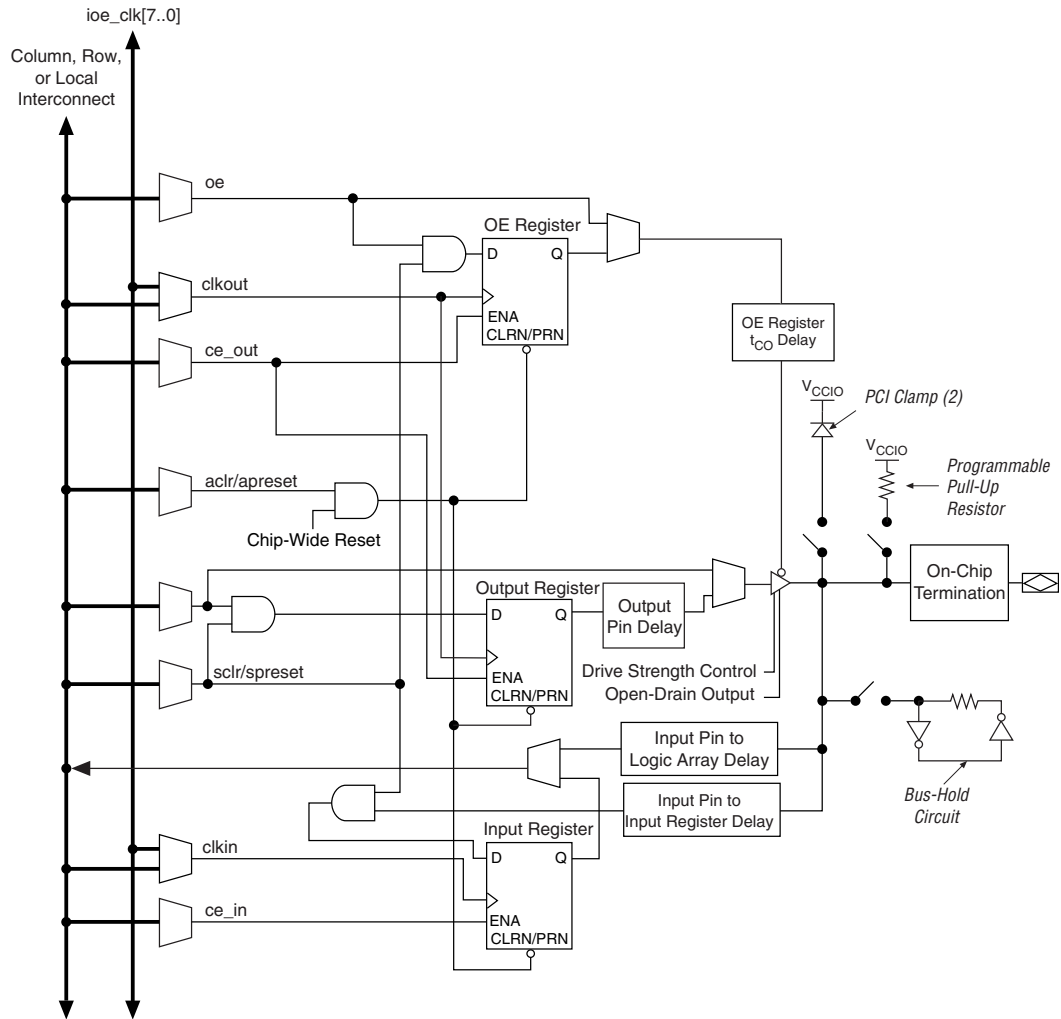 ioe_clk[7..0]
Column, Row,
or Local
Interconnect
oe
OE Register
D Q
clkout
ENA
CLRN/PRN
ce_out
OE Register
tCO Delay
VCCIO
PCI Clamp (2)
VCCIO
Programmable
Pull-Up
Resistor
aclr/apreset
Chip-Wide Reset
Output Register
D Q
ENA
CLRN/PRN
Output
Pin Delay
On-Chip
Termination
sclr/spreset
Drive Strength Control
Open-Drain Output
Input Pin to
Logic Array Delay
Input Pin to
Input Register Delay
Bus-Hold
Circuit
Input Register
D Q
clkin
ENA
CLRN/PRN
ce_in